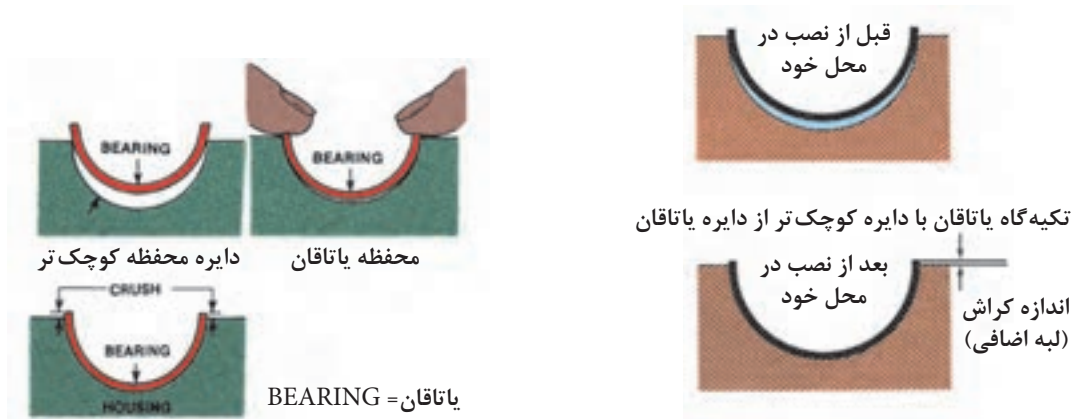 قبل از نصب در
محل خود
تکیه‌گاه یاتاقان با دایره کوچک‌تر از دایره یاتاقان
بعد از نصب در
محل خود
اندازه کراش
(لبه اضافی)
BEARING
BEARING
محفظه یاتاقان
دایره محفظه کوچک‌تر
CRUSH
BEARING
HOUSING
یاتاقان= BEARING